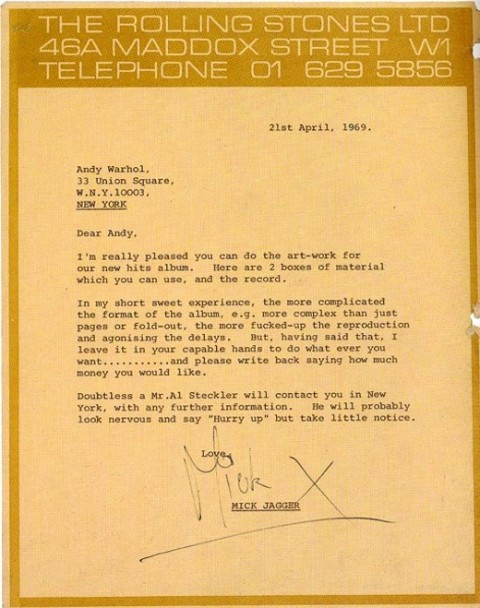 THE ROLLING STONES LTD
46A MADDOX STREET W1
TELEPHONE 01 629 5856
21st April, 1969.
Andy Warhol,
33 Union Square,
W.N.Y.10003,
NEW YORK
Dear Andy,
I'm really pleased you can do the art-work for
our new hits album. Here are 2 boxes of material
which you can use, and the record.
In my short sweet experience, the more complicated
the format of the album, e.g. more complex than just
pages or fold-out, the more fucked-up the reproduction
and agonising the delays. But, having said that, I
leave it in your capable hands to do what ever you
want...........and please write back saying how much
money you would like.
Doubtless a Mr.Al Steckler will contact you in New
York, with any further information. He will probably
look nervous and say "Hurry up" but take little notice.
Love,
Mick X
MICK JAGGER